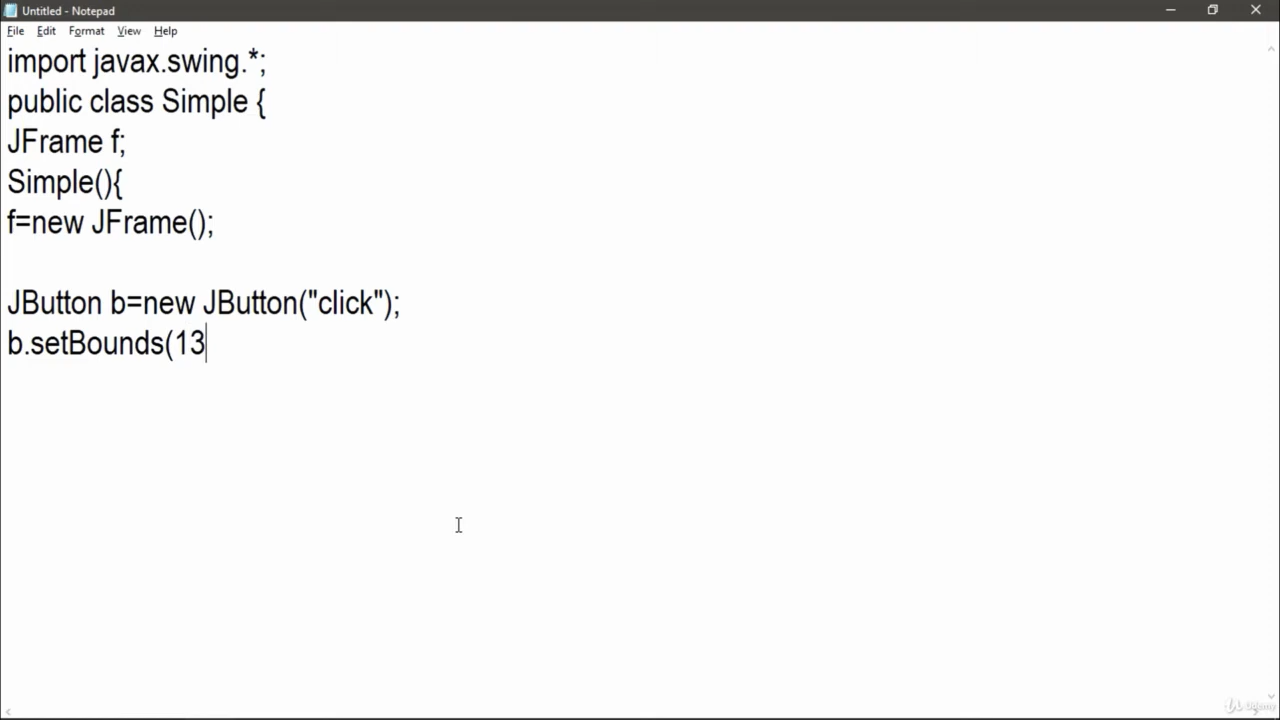 Untitled - Notepad
File Edit Format View Help
import javax.swing.*;
public class Simple {
JFrame f;
Simple(){
f=new JFrame();
JButton b=new JButton("click");
b.setBounds(13
Udemy